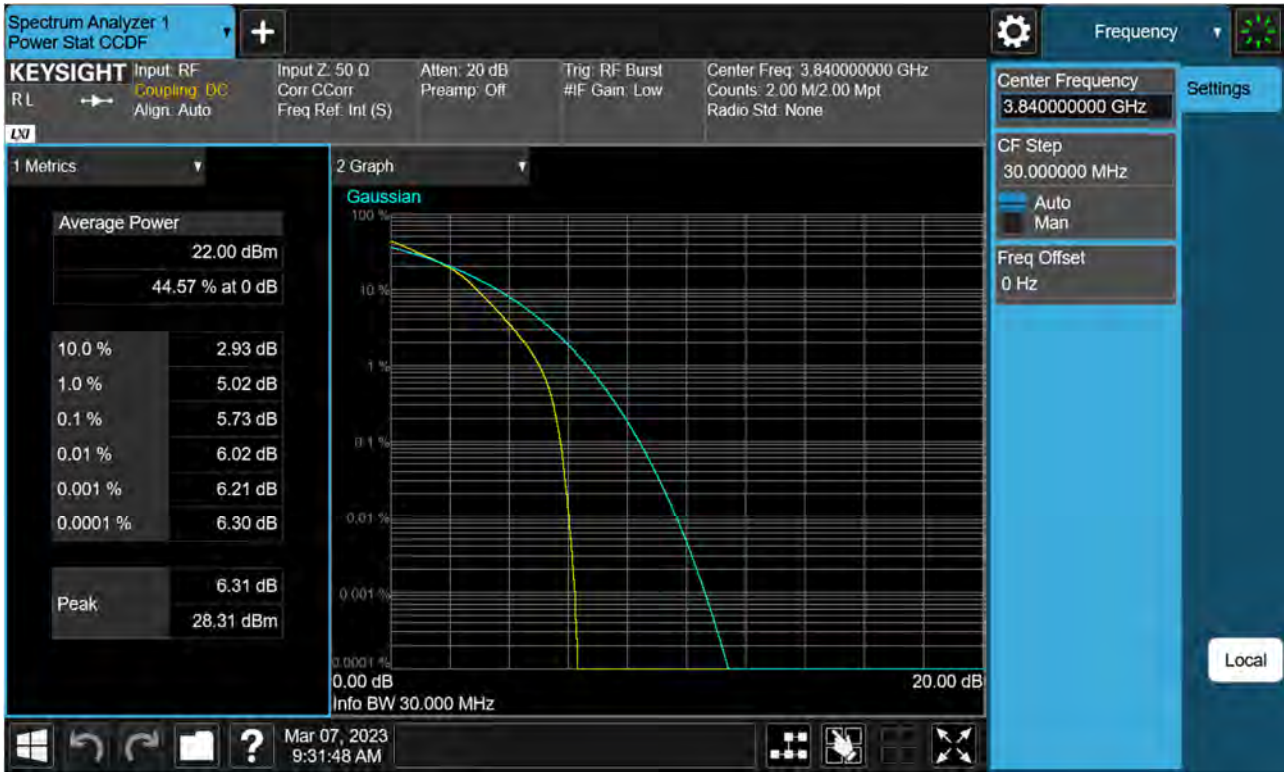 Spectrum Analyzer 1
Power Stat CCDF
Frequency
KEYSIGHT
R L
LXI
Input: RF
Coupling: DC
Align: Auto
Input Z: 50 Ω
Corr CCorr
Freq Ref: Int (S)
Atten: 20 dB
Preamp: Off
Trig: RF Burst
#IF Gain: Low
Center Freq: 3.840000000 GHz
Counts: 2.00 M/2.00 Mpt
Radio Std: None
Center Frequency
3.840000000 GHz
Settings
CF Step
30.000000 MHz
Auto
Man
Freq Offset
0 Hz
Local
1 Metrics
Average Power
22.00 dBm
44.57 % at 0 dB
10.0 % 2.93 dB
1.0 % 5.02 dB
0.1 % 5.73 dB
0.01 % 6.02 dB
0.001 % 6.21 dB
0.0001 % 6.30 dB
Peak
6.31 dB
28.31 dBm
2 Graph
Gaussian
100 %
10 %
1 %
0.1 %
0.01 %
0.001 %
0.0001 %
0.00 dB 20.00 dB
Info BW 30.000 MHz
?
Mar 07, 2023
9:31:48 AM